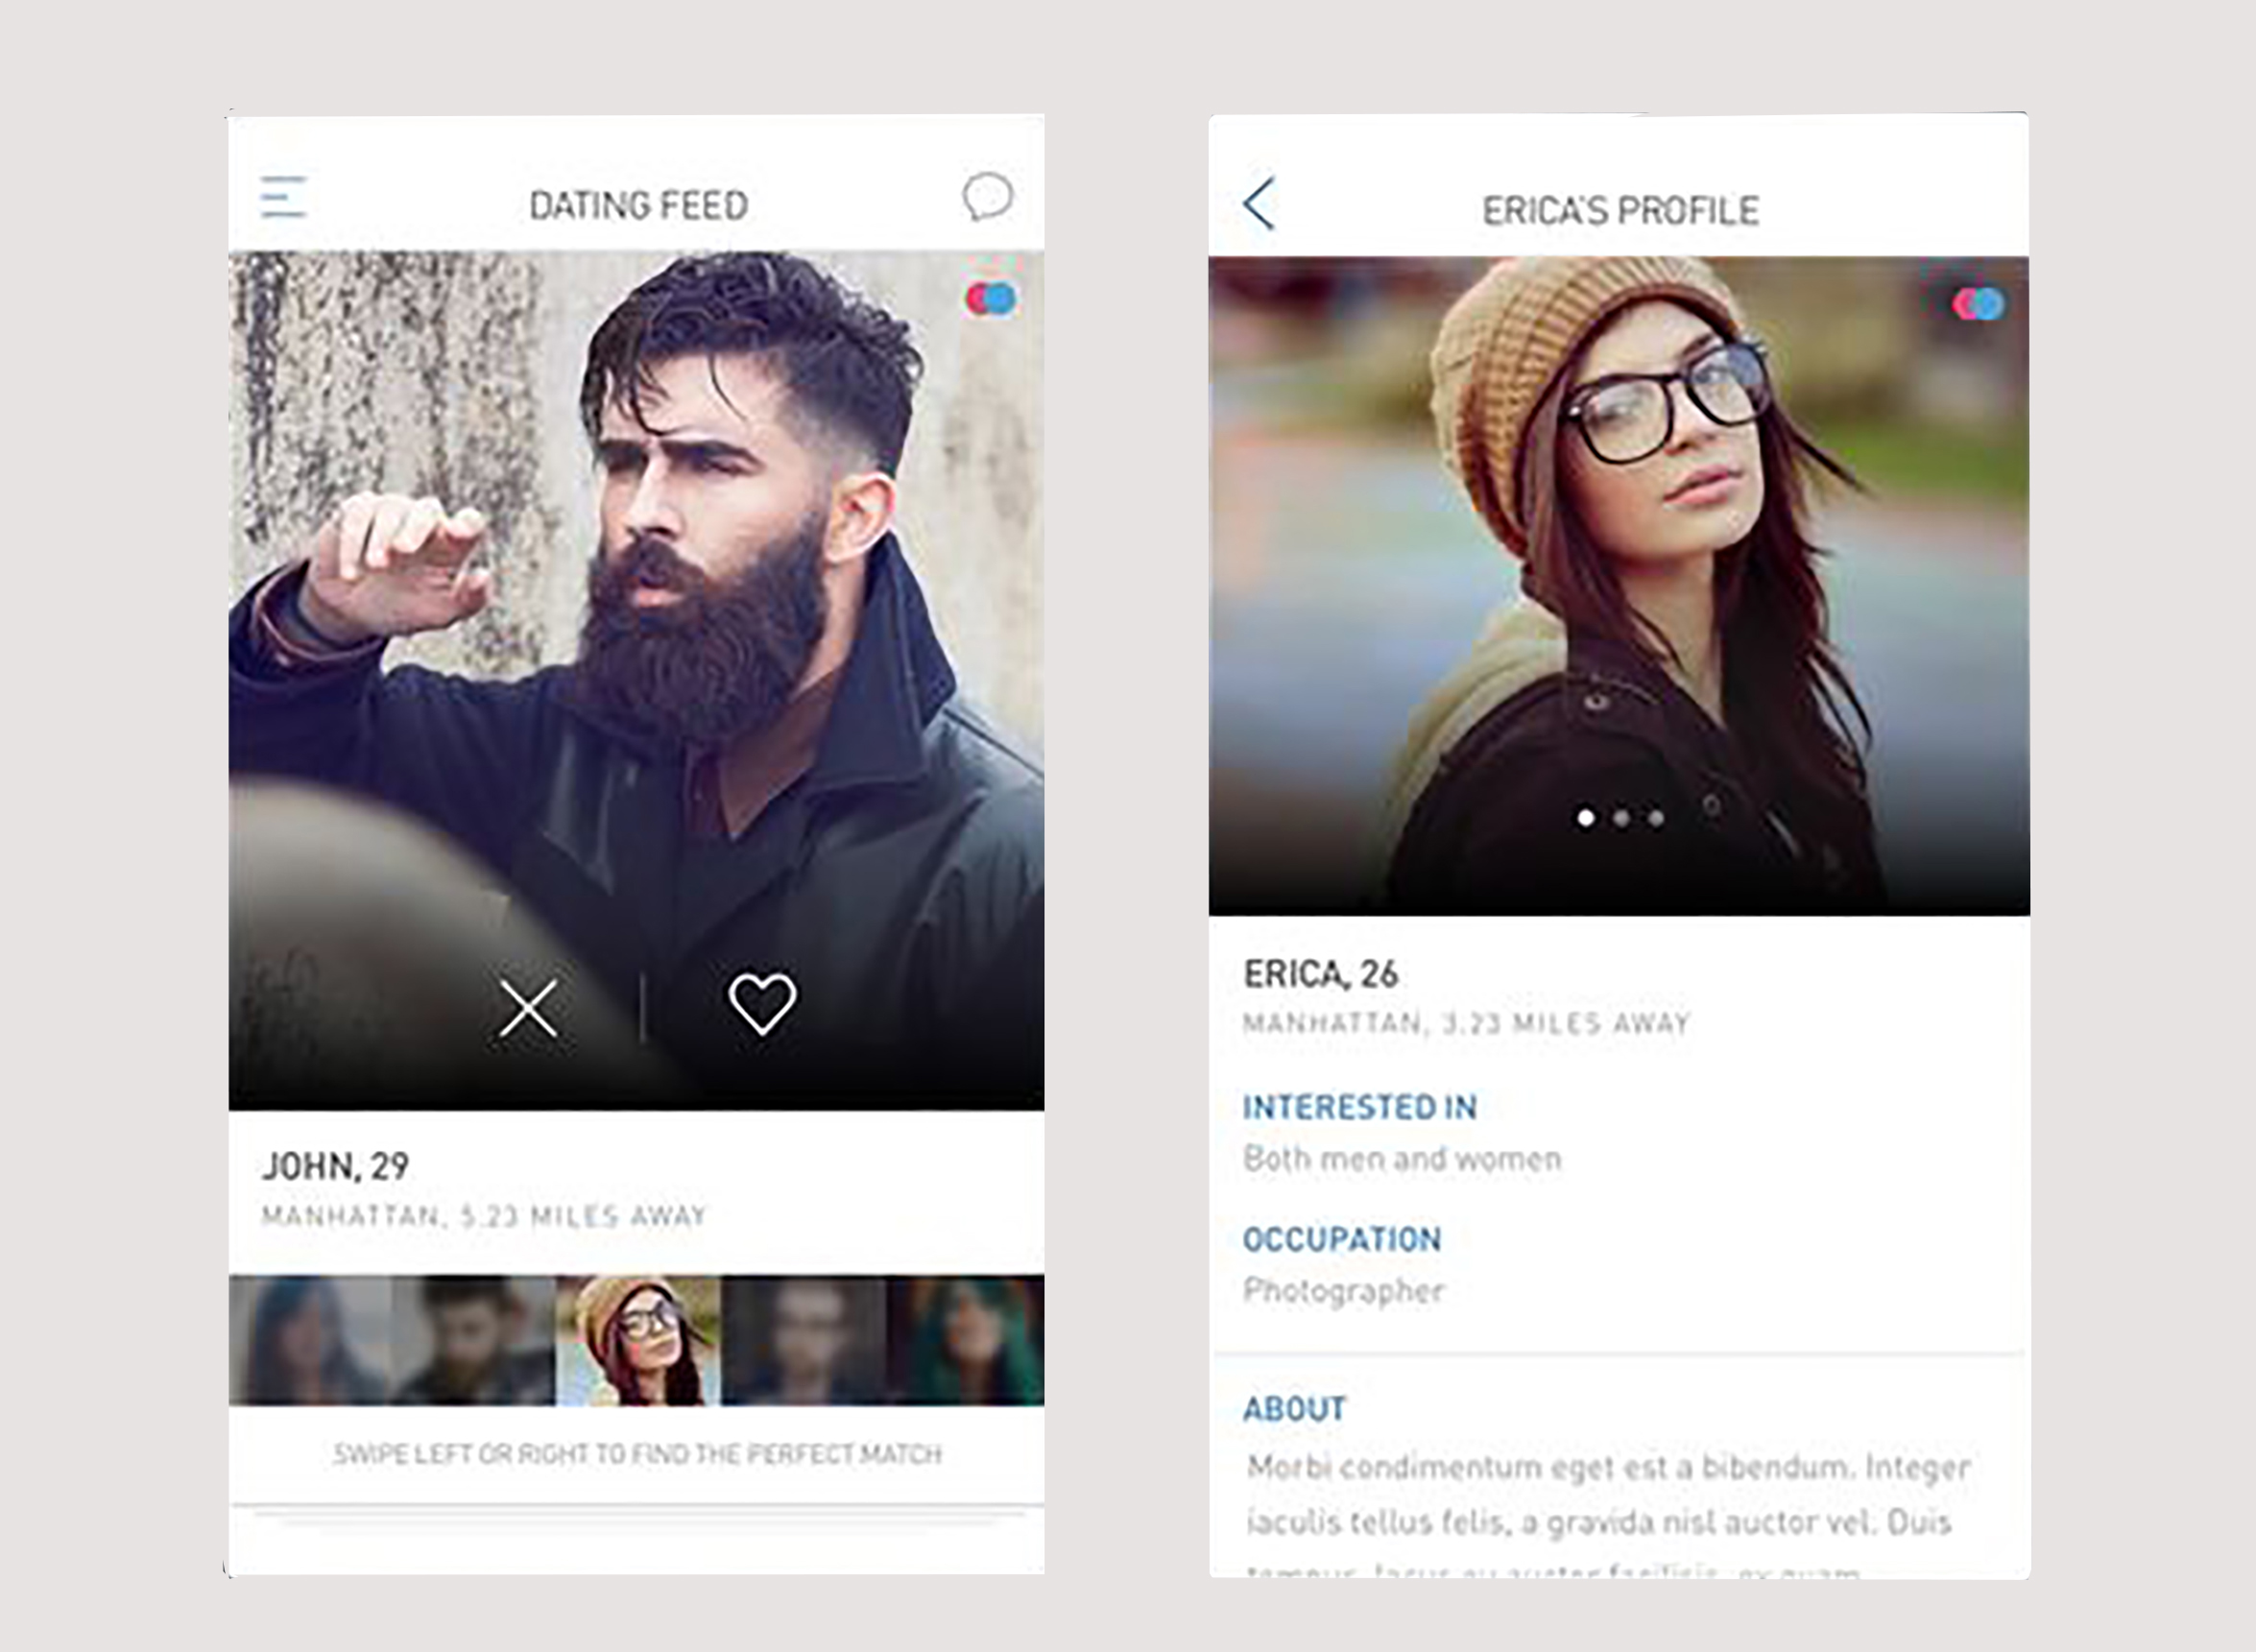 DATING FEED
JOHN, 29
MANHATTAN, 5.23 MILES AWAY
SWIPE LEFT OR RIGHT TO FIND THE PERFECT MATCH
ERICA'S PROFILE
ERICA, 26
MANHATTAN, 3.23 MILES AWAY
INTERESTED IN
Both men and women
OCCUPATION
Photographer
ABOUT
Morbi condimentum eget est a bibendum. Integer
iaculis tellus felis, a gravida nisl auctor vel. Duis